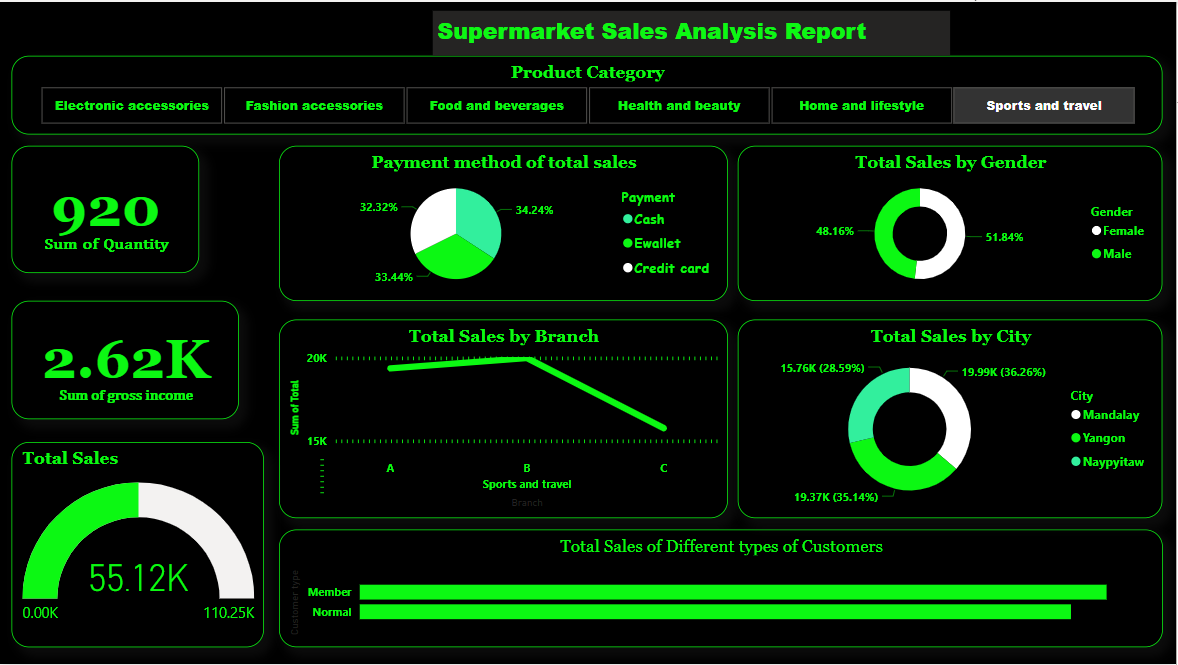 Supermarket Sales Analysis Report
Product Category
Electronic accessories
Fashion accessories
Food and beverages
Health and beauty
Home and lifestyle
Sports and travel
920
Sum of Quantity
2.62K
Sum of gross income
Total Sales
55.12K
0.00K
110.25K
Payment method of total sales
32.32%
34.24%
33.44%
Payment
Cash
Ewallet
Credit card
Total Sales by Gender
48.16%
51.84%
Gender
Female
Male
Total Sales by Branch
Sum of Total
20K
15K
A
B
C
Sports and travel
Branch
Total Sales by City
15.76K (28.59%)
19.99K (36.26%)
19.37K (35.14%)
City
Mandalay
Yangon
Naypyitaw
Total Sales of Different types of Customers
Customer type
Member
Normal